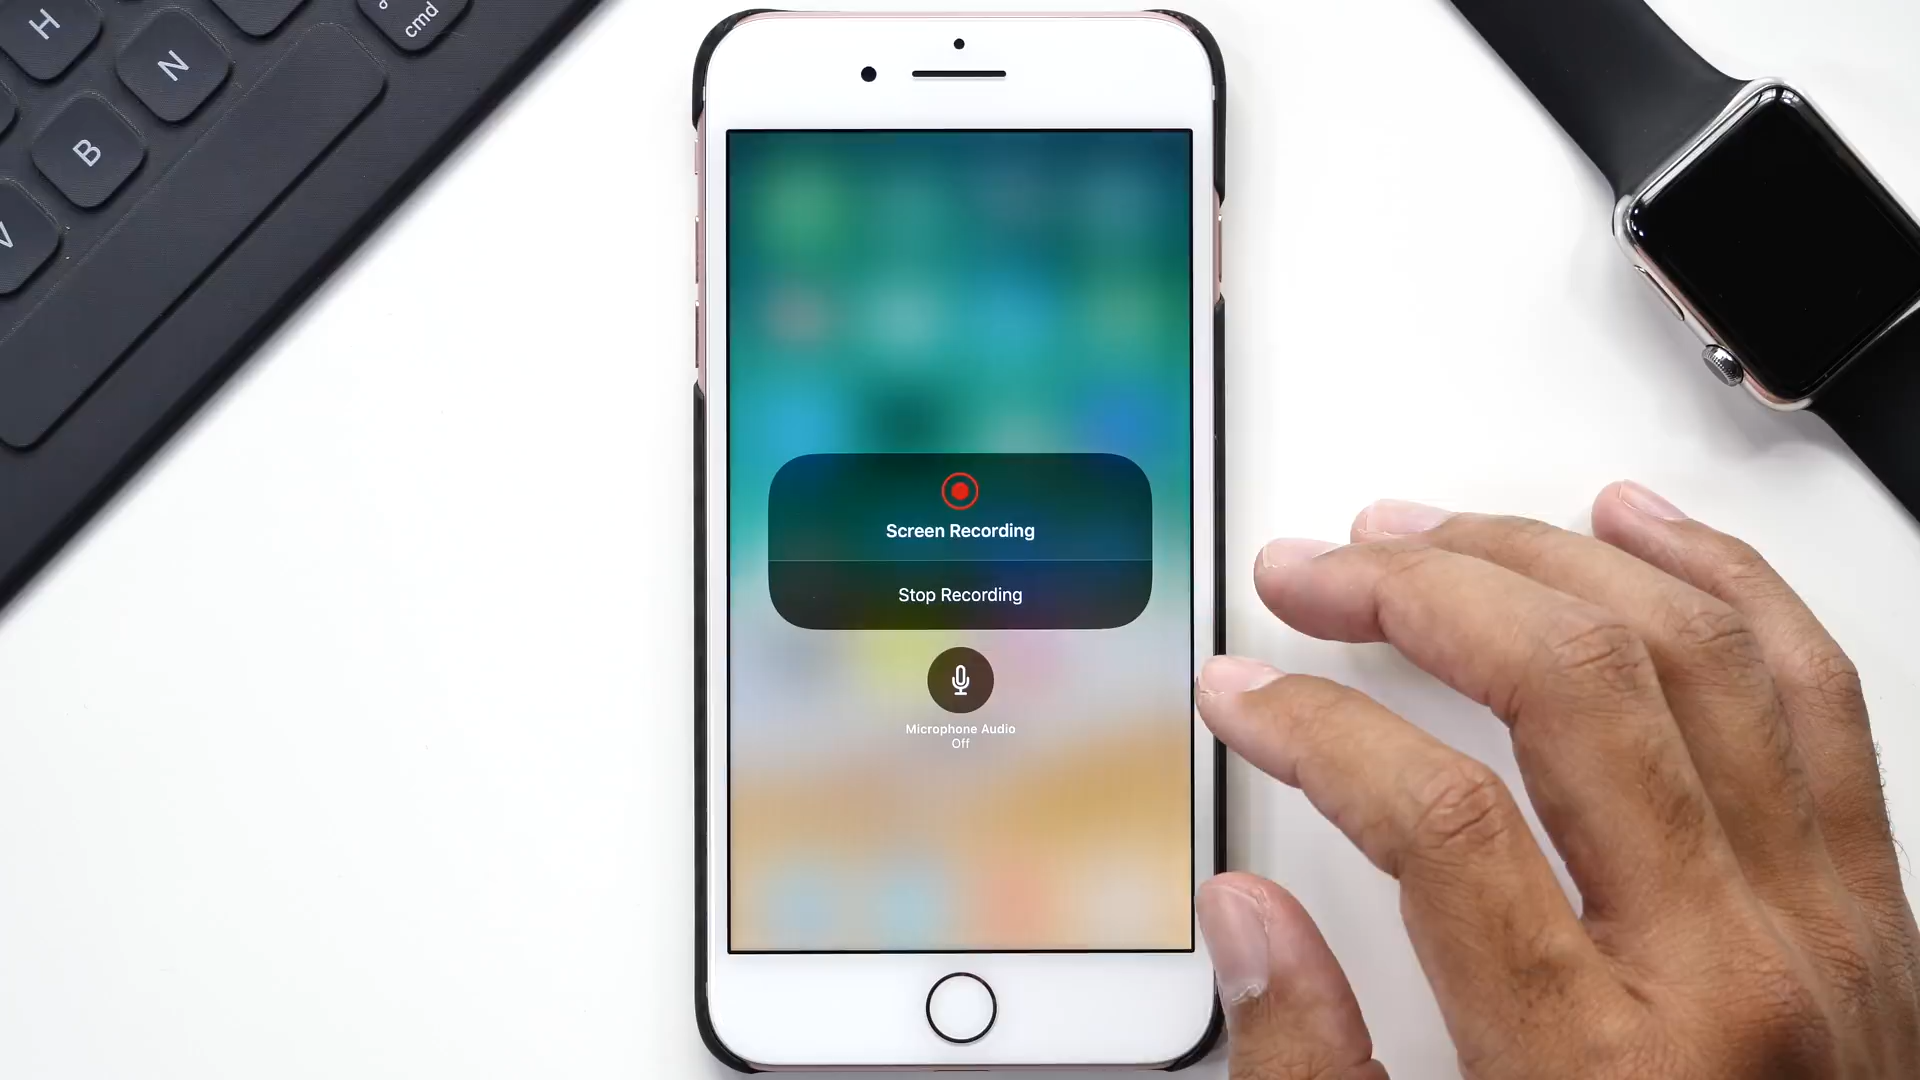 H
N
B
V
cmd
Screen Recording
Stop Recording
Microphone Audio
Off